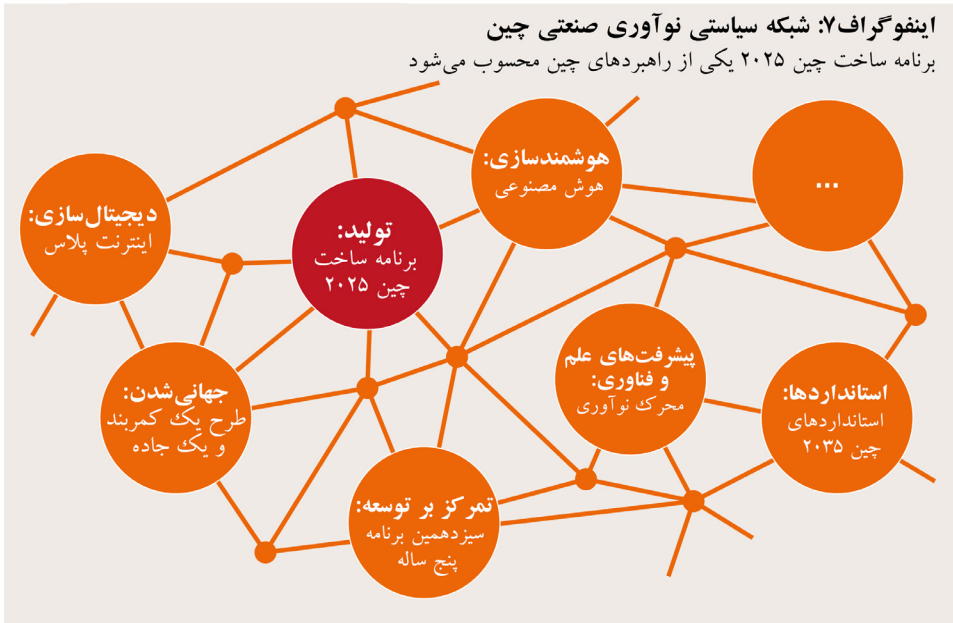 اینفوگراف۷: شبکه سیاستی نوآوری صنعتی چین
برنامه ساخت چین ۲۰۲۵ یکی از راهبردهای چین محسوب می‌شود
هوشمندسازی:
هوش مصنوعی
...
دیجیتال‌سازی:
اینترنت پلاس
تولید:
برنامه ساخت
چین ۲۰۲۵
پیشرفت‌های علم
و فناوری:
محرک نوآوری
استانداردها:
استانداردهای
چین ۲۰۳۵
جهانی‌شدن:
طرح یک کمربند
و یک جاده
تمرکز بر توسعه:
سیزدهمین برنامه
پنج ساله